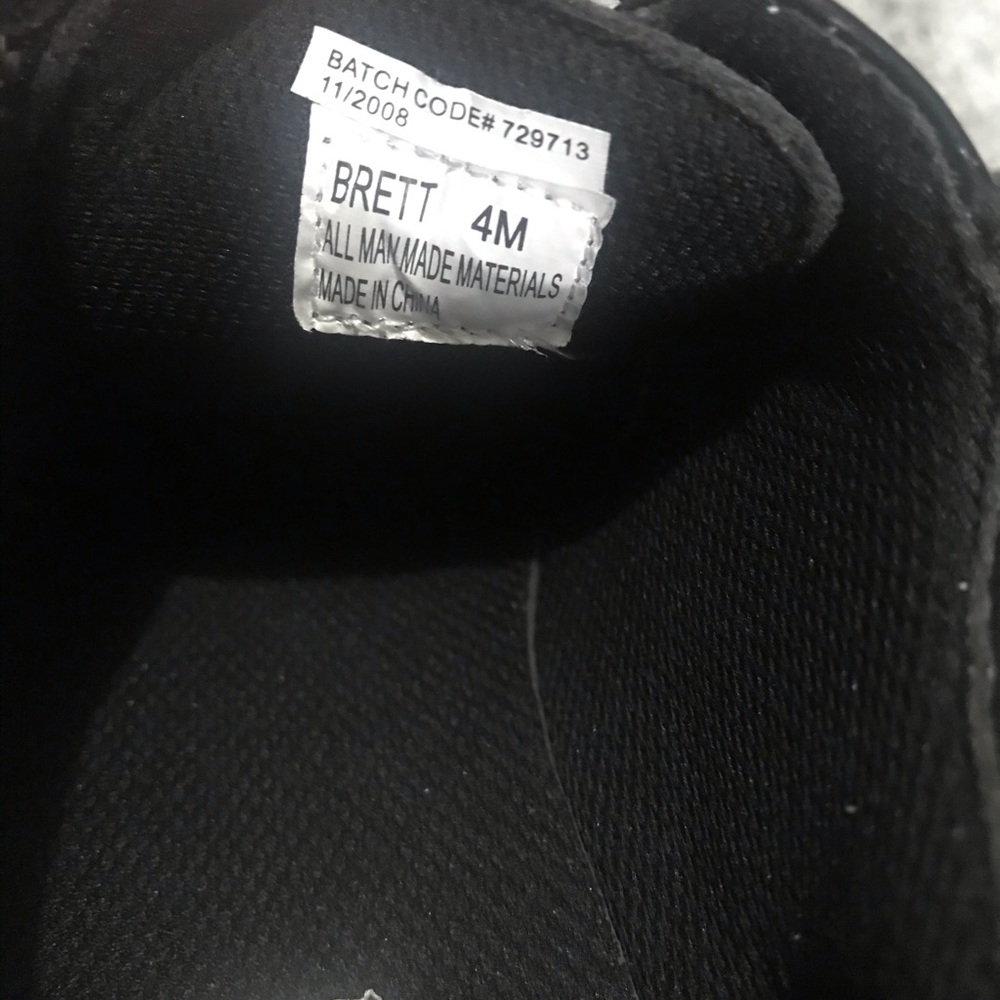 BATCH CODE# 729713
11/2008
BRETT 4M
ALL MAN MADE MATERIALS
MADE IN CHINA